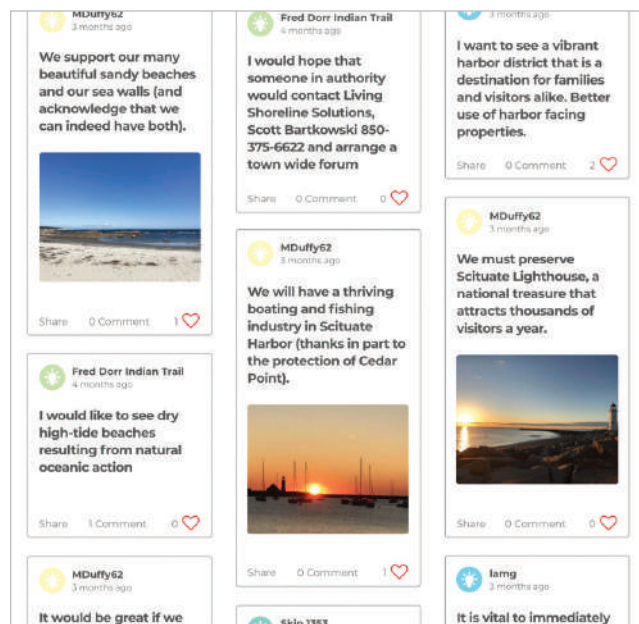 MDuffy62
3 months ago
We support our many
beautiful sandy beaches
and our sea walls (and
acknowledge that we
can indeed have both).
Share 0 Comment 1
Fred Dorr Indian Trail
4 months ago
I would like to see dry
high-tide beaches
resulting from natural
oceanic action
Share 1 Comment 0
MDuffy62
3 months ago
It would be great if we
Fred Dorr Indian Trail
4 months ago
I would hope that
someone in authority
would contact Living
Shoreline Solutions,
Scott Bartkowski 850-
375-6622 and arrange a
town wide forum
Share 0 Comment 0
MDuffy62
3 months ago
We will have a thriving
boating and fishing
industry in Scituate
Harbor (thanks in part to
the protection of Cedar
Point).
Share 0 Comment 1
Skip 1353
3 months ago
I want to see a vibrant
harbor district that is a
destination for families
and visitors alike. Better
use of harbor facing
properties.
Share 0 Comment 2
MDuffy62
3 months ago
We must preserve
Scituate Lighthouse, a
national treasure that
attracts thousands of
visitors a year.
Share 0 Comment 0
lamg
3 months ago
It is vital to immediately